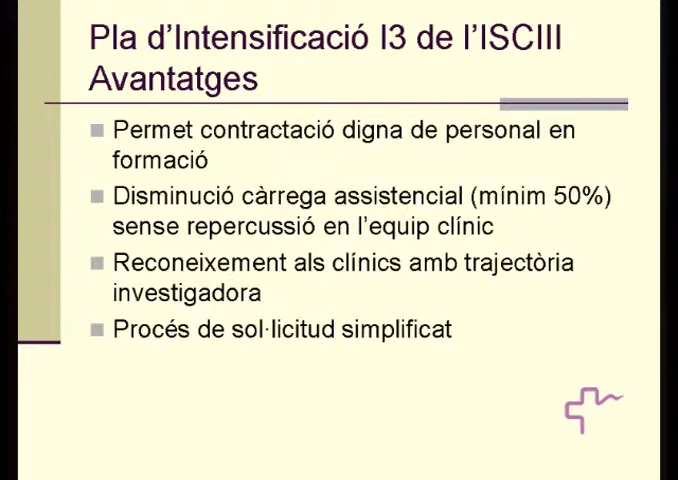 Pla d'Intensificació I3 de l'ISCIII
Avantatges
Permet contractació digna de personal en
formació
Disminució càrrega assistencial (mínim 50%)
sense repercussió en l'equip clínic
Reconeixement als clínics amb trajectòria
investigadora
Procés de sol·licitud simplificat